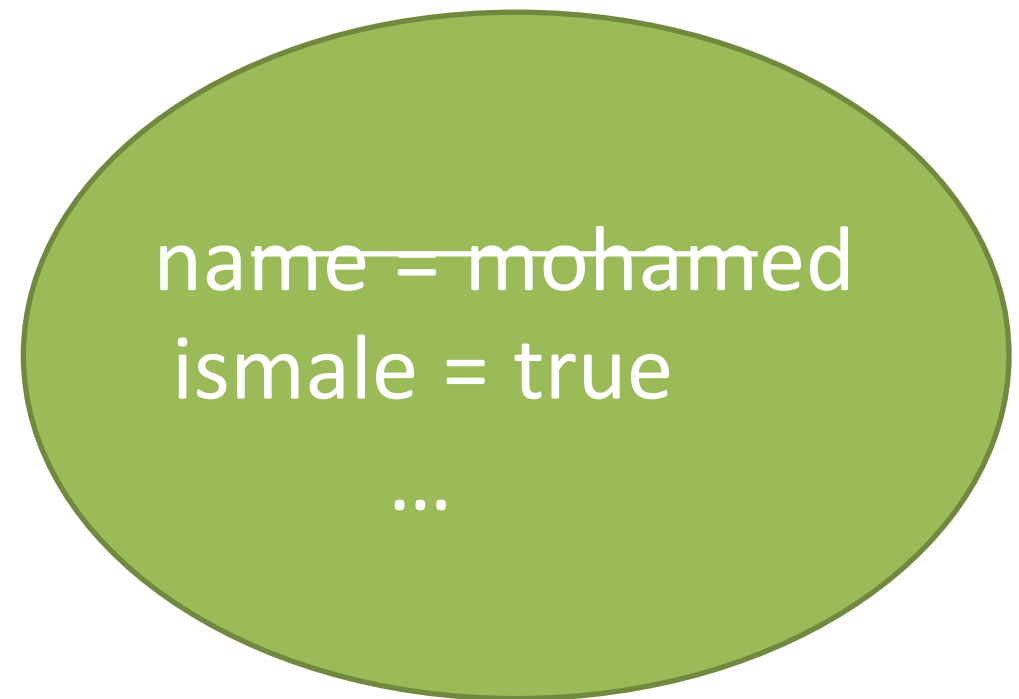 name = mohamed
ismale = true
...